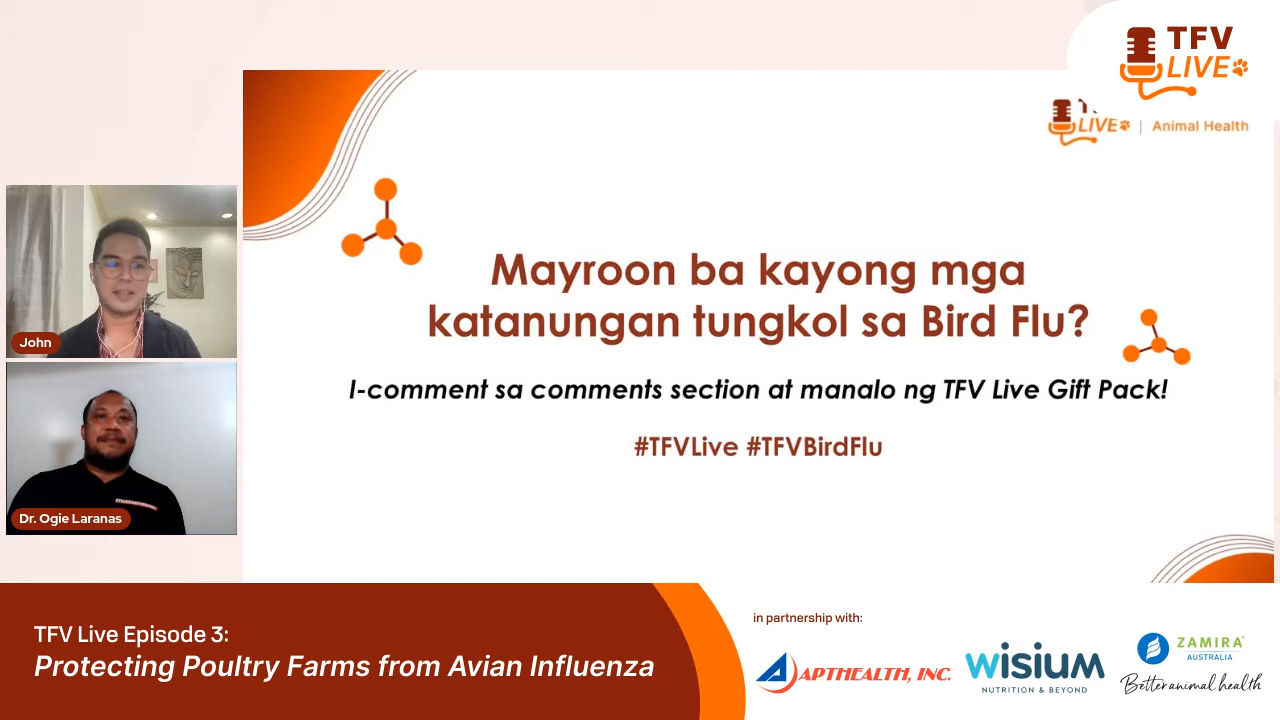 TFV
LIVE
LIVE | Animal Health
Mayroon ba kayong mga
katanungan tungkol sa Bird Flu?
I-comment sa comments section at manalo ng TFV Live Gift Pack!
#TFVLive #TFVBirdFlu
John
Dr. Ogie Laranas
TFV Live Episode 3:
Protecting Poultry Farms from Avian Influenza
in partnership with:
APTHEALTH, INC.
wisium
NUTRITION & BEYOND
ZAMIRA
AUSTRALIA
Better animal health